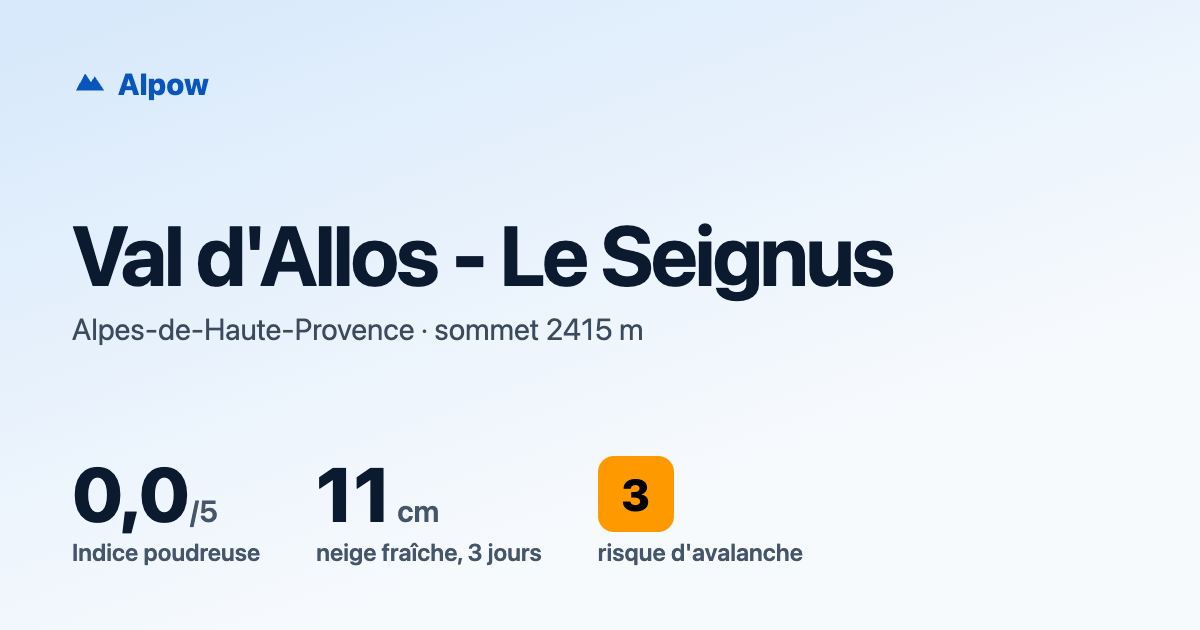 Alpow
Val d'Allos - Le Seignus
Alpes-de-Haute-Provence · sommet 2415 m
0,0/5 11 cm 3
Indice poudreuse neige fraîche, 3 jours risque d'avalanche